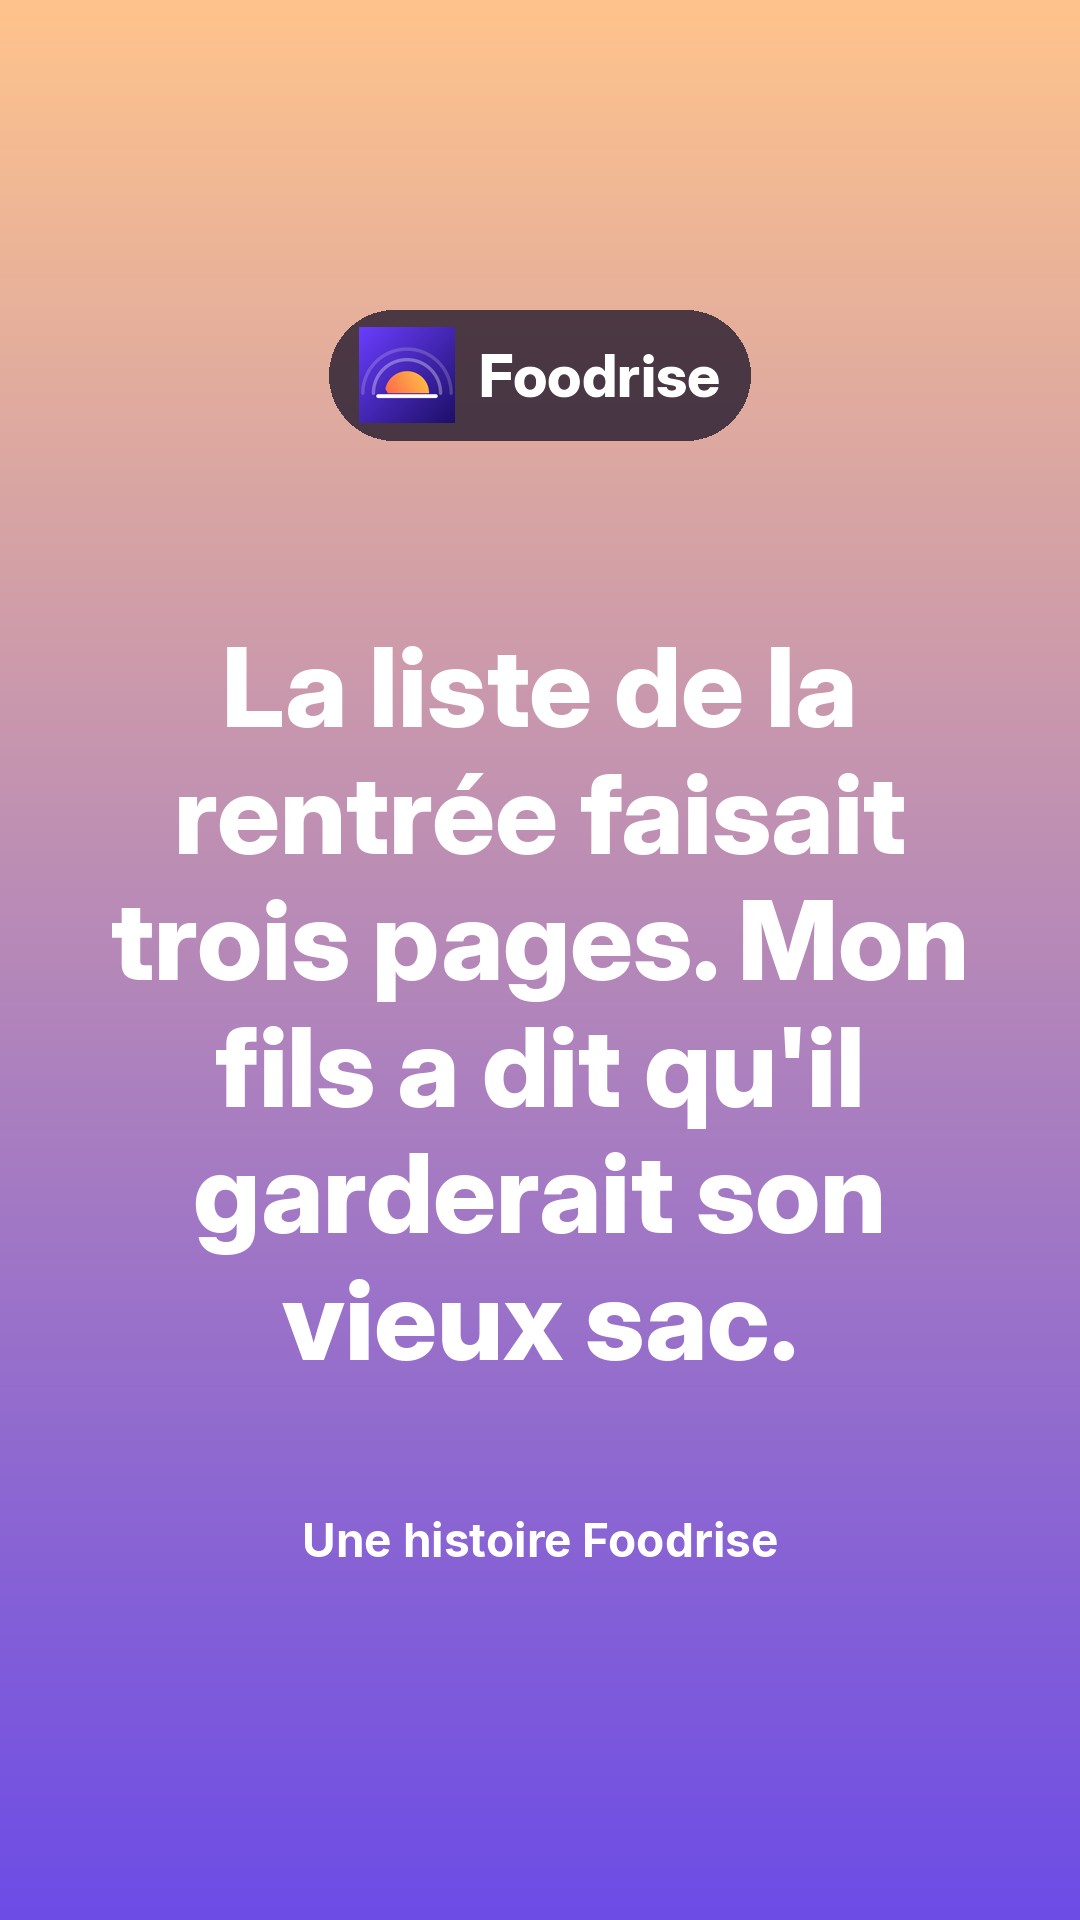 Foodrise
La liste de la
rentrée faisait
trois pages. Mon
fils a dit qu'il
garderait son
vieux sac.
Une histoire Foodrise